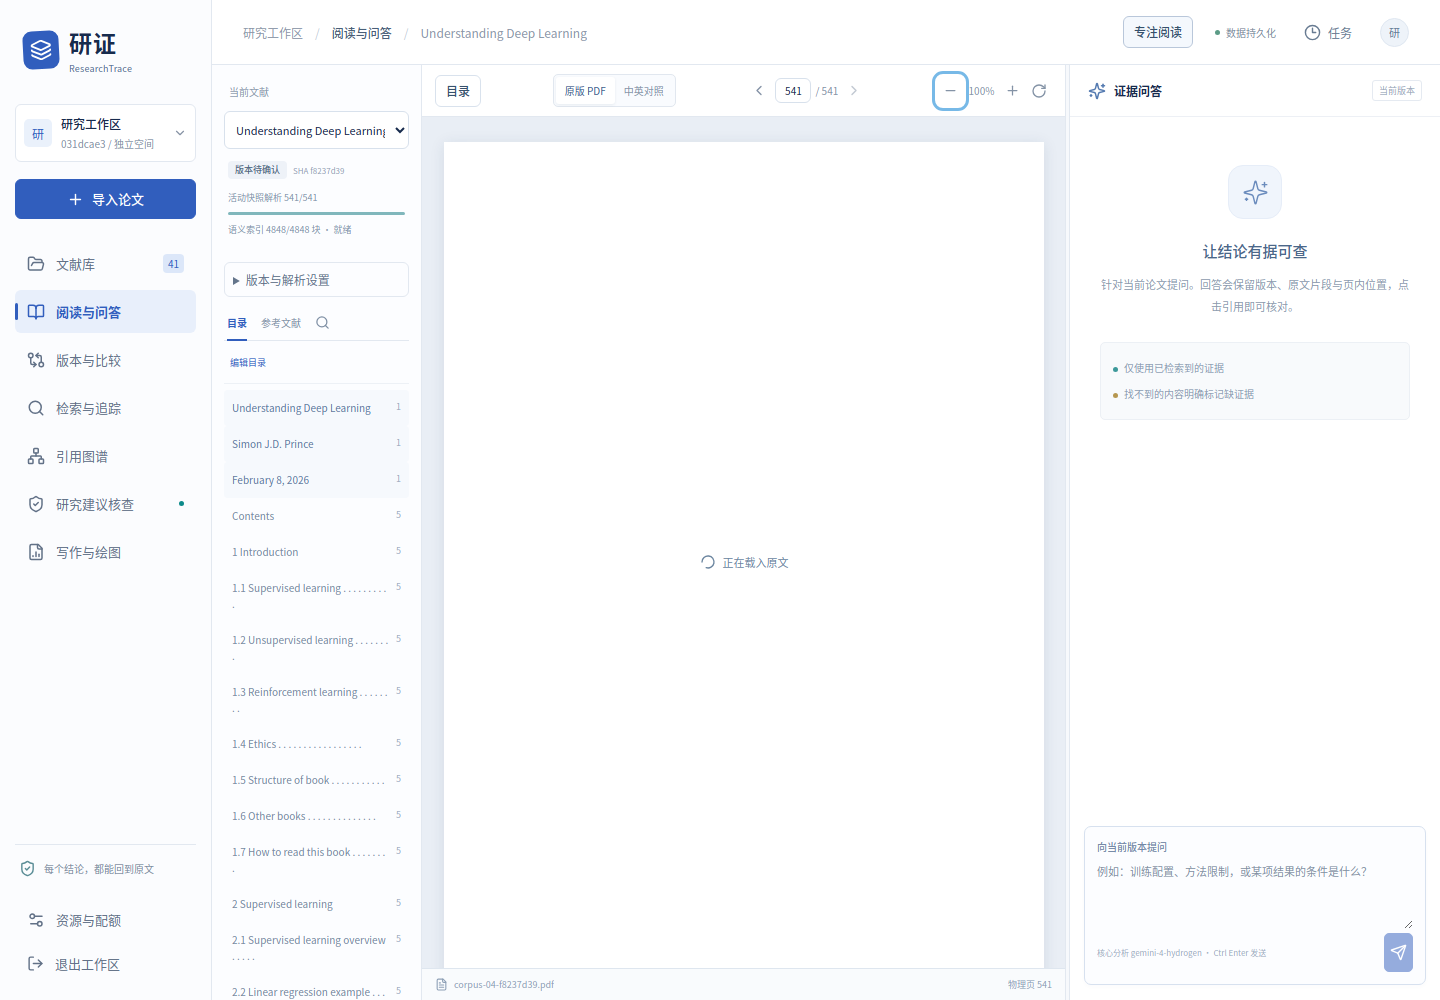 研证
ResearchTrace
研
研究工作区
031dcae3 / 独立空间
导入论文
文献库
41
阅读与问答
版本与比较
检索与追踪
引用图谱
研究建议核查
写作与绘图
每个结论，都能回到原文
资源与配额
退出工作区
研究工作区 / 阅读与问答 / Understanding Deep Learning
专注阅读
数据持久化
任务
研
当前文献
Understanding Deep Learning
版本待确认
SHA f8237d39
活动快照解析 541/541
语义索引 4848/4848 块 · 就绪
版本与解析设置
目录
参考文献
编辑目录
Understanding Deep Learning 1
Simon J.D. Prince 1
February 8, 2026 1
Contents 5
1 Introduction 5
1.1 Supervised learning . . . . . . . . . 5
.
1.2 Unsupervised learning . . . . . . . 5
.
1.3 Reinforcement learning . . . . . . 5
. .
1.4 Ethics . . . . . . . . . . . . . . . . . 5
1.5 Structure of book . . . . . . . . . . . 5
1.6 Other books . . . . . . . . . . . . . . 5
1.7 How to read this book . . . . . . . 5
.
2 Supervised learning 5
2.1 Supervised learning overview 5
. . . . .
2.2 Linear regression example . . . 5
目录
原版 PDF
中英对照
541 / 541
100%
正在载入原文
corpus-04-f8237d39.pdf
物理页 541
证据问答
当前版本
让结论有据可查
针对当前论文提问。回答会保留版本、原文片段与页内位置，点
击引用即可核对。
仅使用已检索到的证据
找不到的内容明确标记缺证据
向当前版本提问
例如：训练配置、方法限制，或某项结果的条件是什么？
核心分析 gemini-4-hydrogen · Ctrl Enter 发送